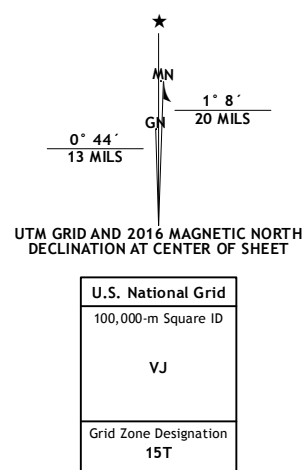 ★
MN
1° 8´
20 MILS
GN
0° 44´
13 MILS
UTM GRID AND 2016 MAGNETIC NORTH
DECLINATION AT CENTER OF SHEET
U.S. National Grid
100,000-m Square ID
VJ
Grid Zone Designation
15T